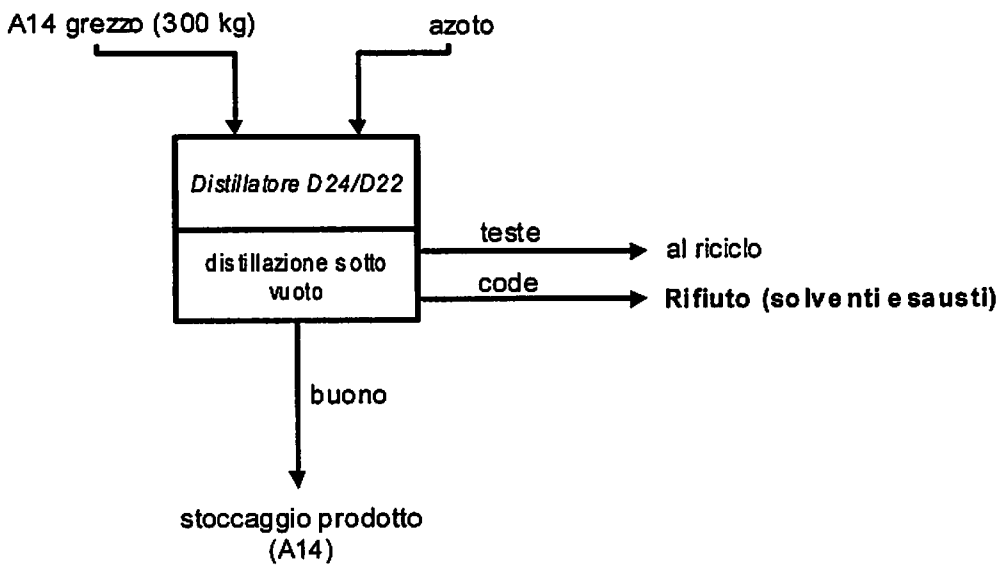 A14 grezzo (300 kg)
azoto
Distillatore D24/D22
distillazione sotto
vuoto
teste
al riciclo
code
Rifiuto (solventi esausti)
buono
stoccaggio prodotto
(A14)